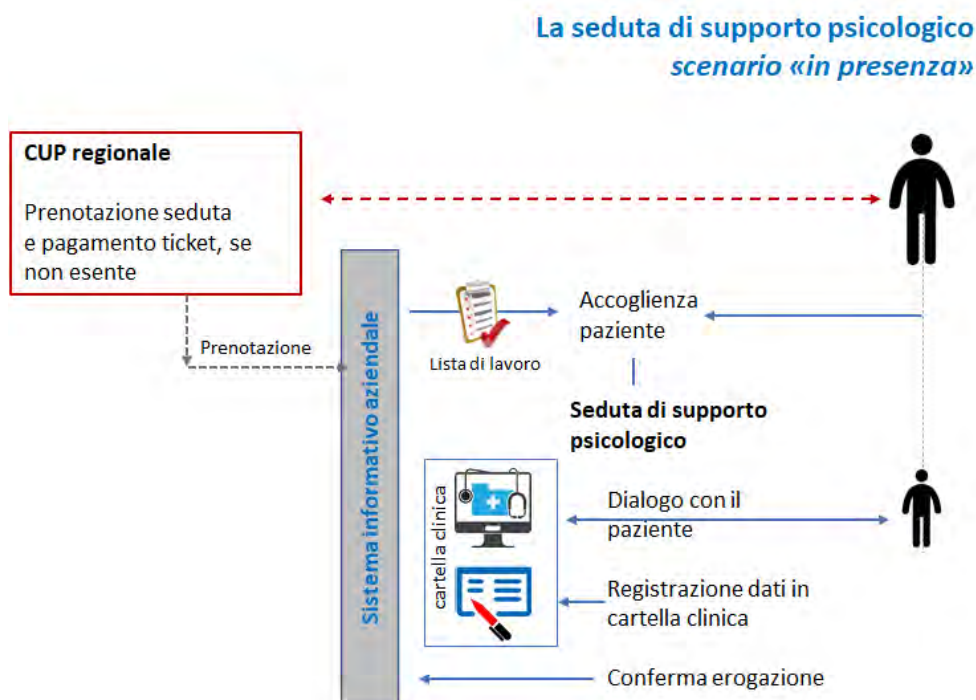 La seduta di supporto psicologico
scenario «in presenza»
CUP regionale
Prenotazione seduta
e pagamento ticket, se
non esente
Prenotazione
Sistema informativo aziendale
Lista di lavoro
Accoglienza
paziente
Seduta di supporto
psicologico
cartella clinica
Dialogo con il
paziente
Registrazione dati in
cartella clinica
Conferma erogazione